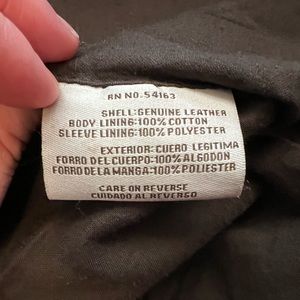 RN NO. 54163
SHELL: GENUINE LEATHER
BODY LINING: 100% COTTON
SLEEVE LINING: 100% POLYESTER
EXTERIOR: CUERO LEGITIMA
FORRO DEL CUERPO: 100% ALGODON
FORRO DE LA MANGA: 100% POLIESTER
CARE ON REVERSE
CUIDADO AL REVERSO